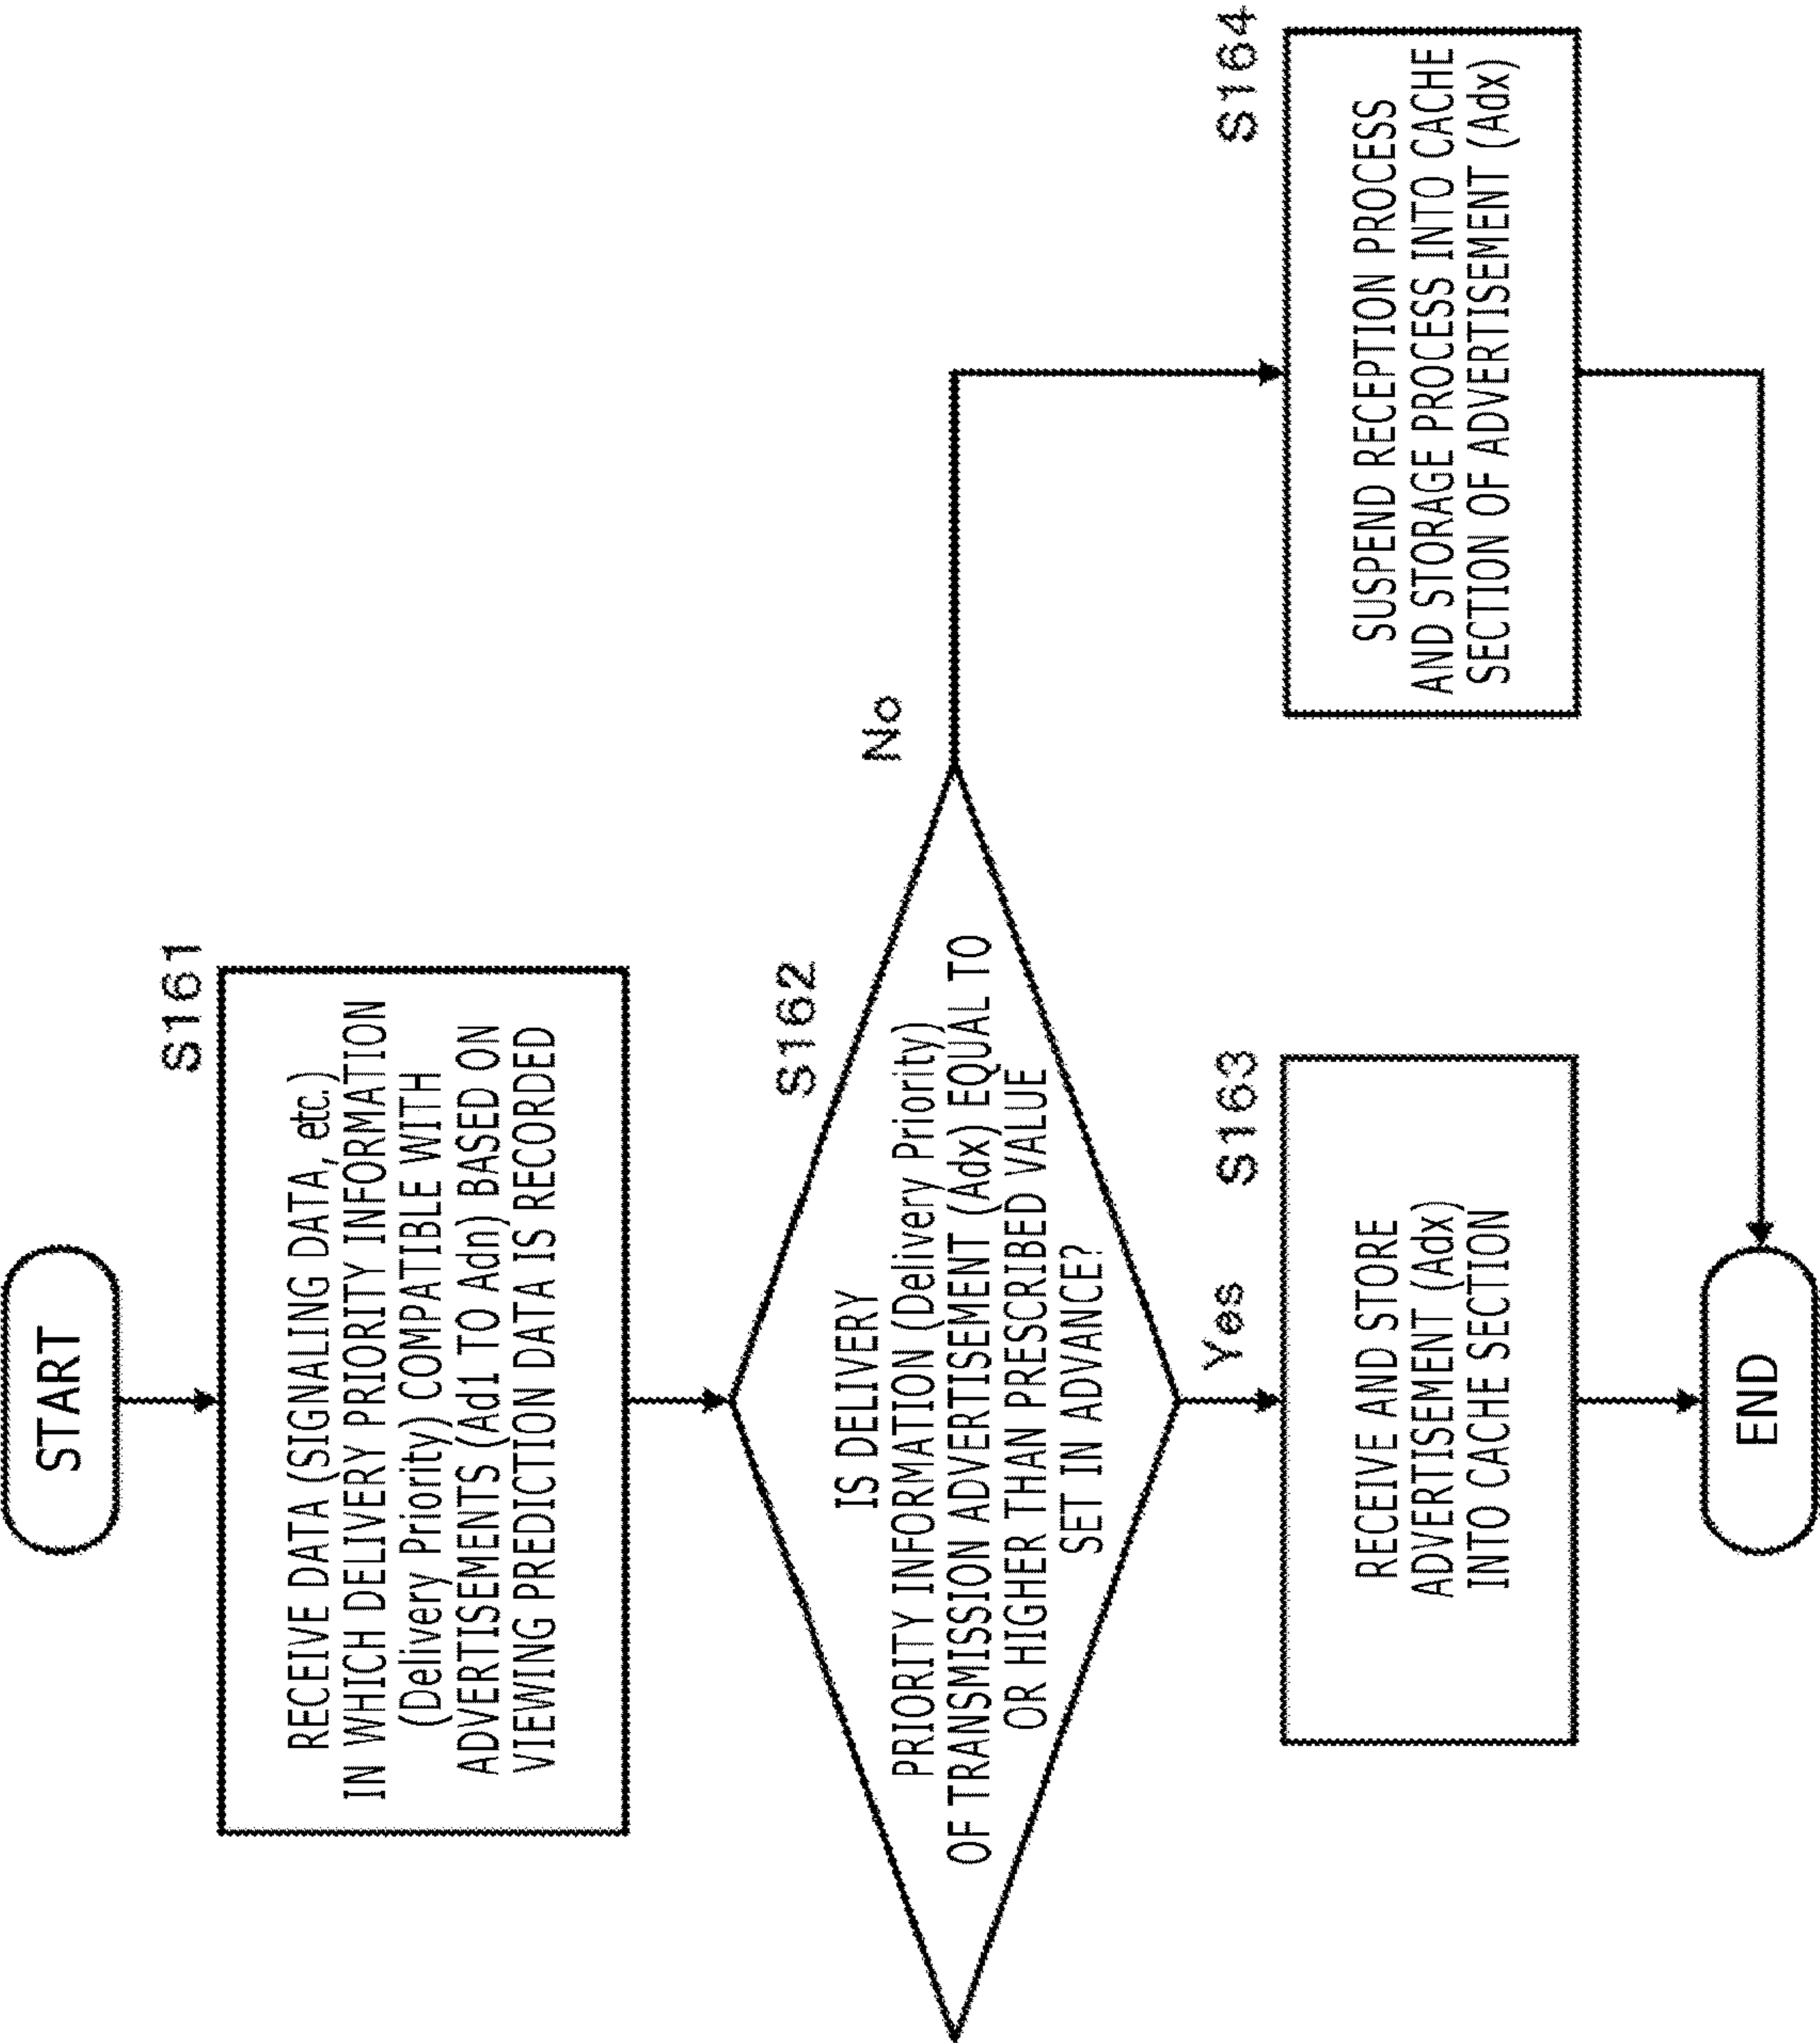 START
S161
RECEIVE DATA (SIGNALING DATA, etc.)
IN WHICH DELIVERY PRIORITY INFORMATION
(Delivery Priority) COMPATIBLE WITH
ADVERTISEMENTS (Ad1 TO Adn) BASED ON
VIEWING PREDICTION DATA IS RECORDED
S162
IS DELIVERY
PRIORITY INFORMATION (Delivery Priority)
OF TRANSMISSION ADVERTISEMENT (Adx) EQUAL TO
OR HIGHER THAN PRESCRIBED VALUE
SET IN ADVANCE?
No
Yes
S163
RECEIVE AND STORE
ADVERTISEMENT (Adx)
INTO CACHE SECTION
S164
SUSPEND RECEPTION PROCESS
AND STORAGE PROCESS INTO CACHE
SECTION OF ADVERTISEMENT (Adx)
END